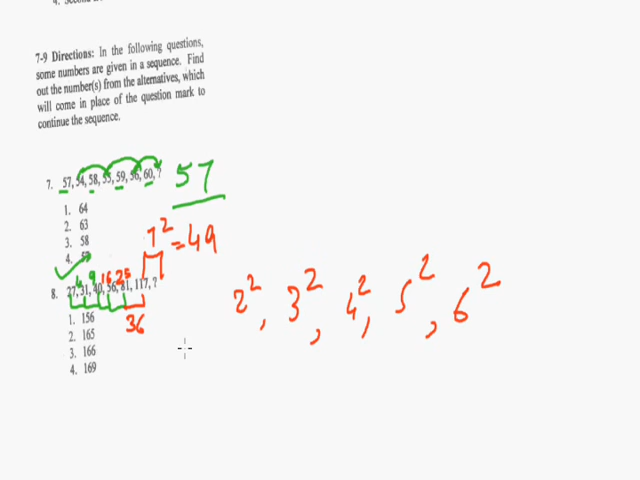 7-9 Directions: In the following questions,
some numbers are given in a sequence. Find
out the number(s) from the alternatives, which
will come in place of the question mark to
continue the sequence.
7. 57, 54, 58, 55, 59, 56, 60, ? 57
1. 64
2. 63
3. 58
4.
7² = 49
4 9 16 25
8. 27, 31, 40, 56, 81, 117, ?
36
1. 156
2. 165
3. 166
4. 169
2², 3², 4², 5², 6²